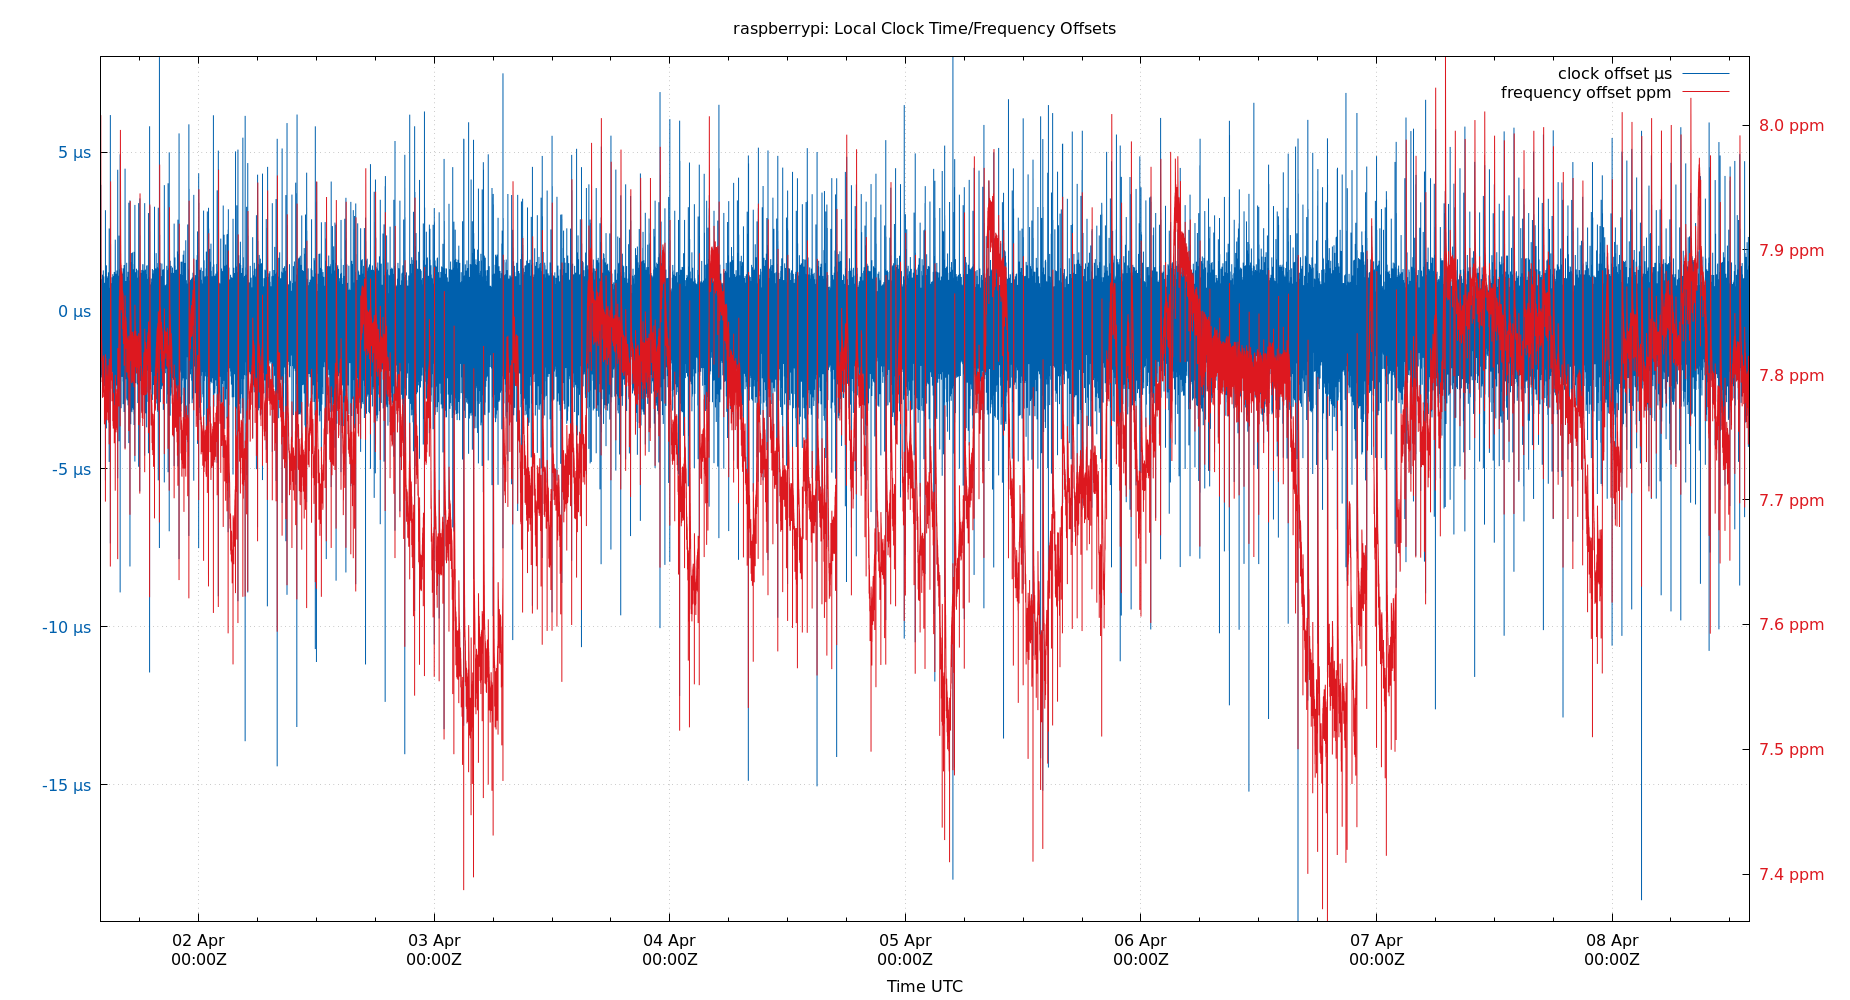 raspberrypi: Local Clock Time/Frequency Offsets
clock offset μs
frequency offset ppm
5 μs
0 μs
-5 μs
-10 μs
-15 μs
8.0 ppm
7.9 ppm
7.8 ppm
7.7 ppm
7.6 ppm
7.5 ppm
7.4 ppm
02 Apr
00:00Z
03 Apr
00:00Z
04 Apr
00:00Z
05 Apr
00:00Z
06 Apr
00:00Z
07 Apr
00:00Z
08 Apr
00:00Z
Time UTC